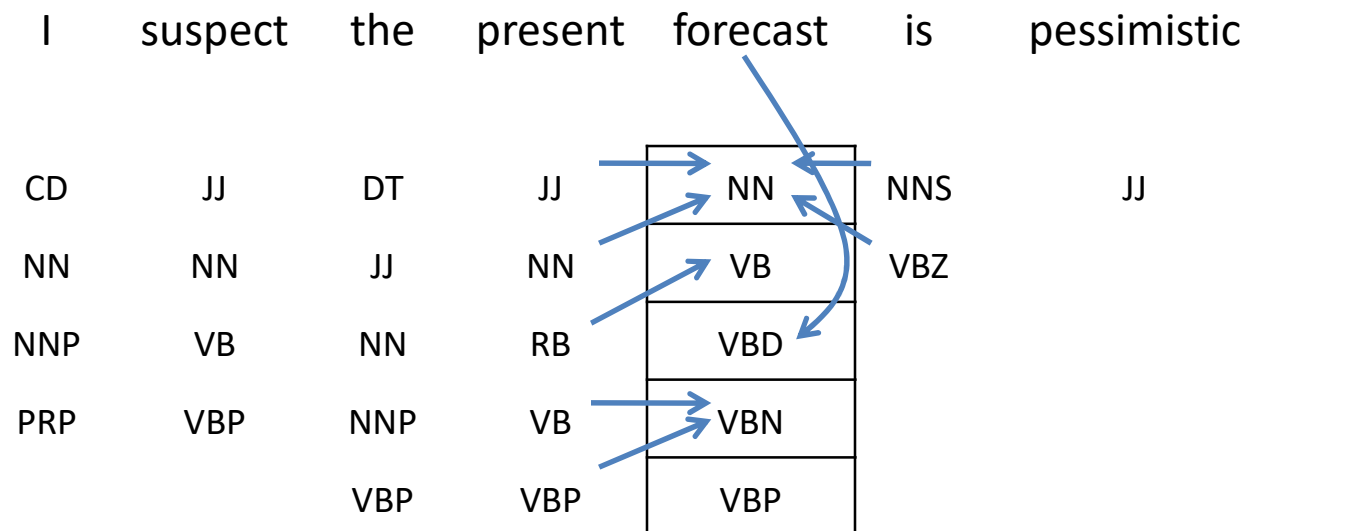 I suspect the present forecast is pessimistic
CD JJ DT JJ NN NNS JJ
NN NN JJ NN VB VBZ
NNP VB NN RB VBD
PRP VBP NNP VB VBN
VBP VBP VBP